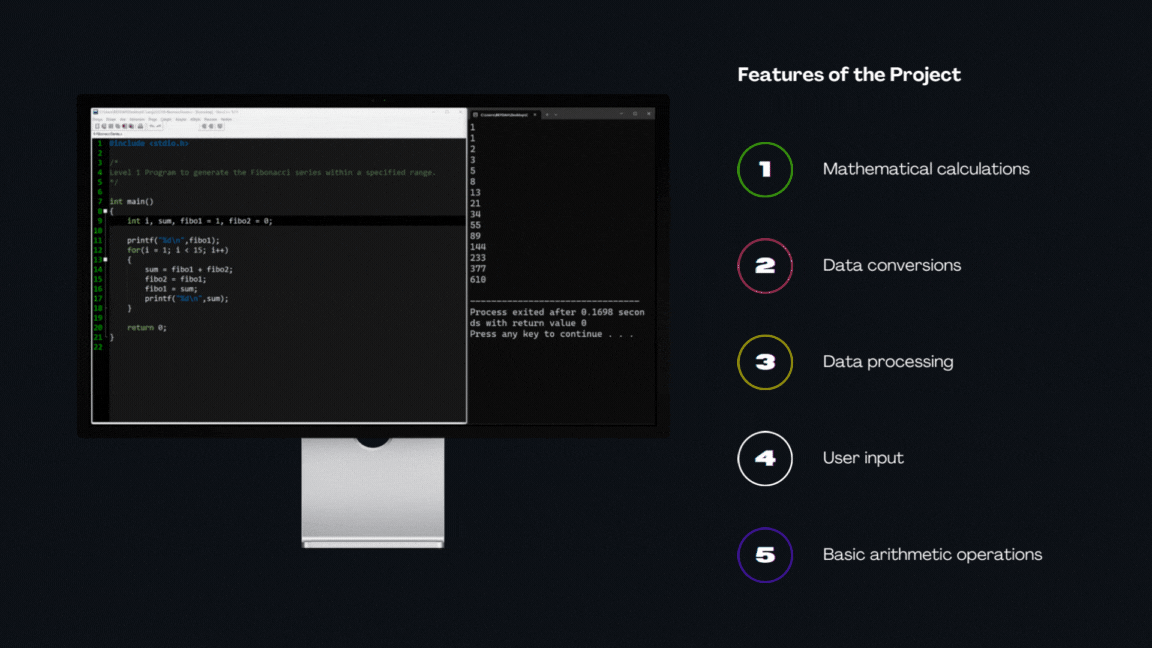 Features of the Project
1
Mathematical calculations
2
Data conversions
3
Data processing
4
User input
5
Basic arithmetic operations
1 #include <stdio.h>
2
3 /*
4 Level 1 Program to generate the Fibonacci series within a specified range.
5 */
6
7 int main()
8 {
9 int i, sum, fibo1 = 1, fibo2 = 0;
10
11 printf("%d\n",fibo1);
12 for(i = 1; i < 15; i++)
13 {
14 sum = fibo1 + fibo2;
15 fibo2 = fibo1;
16 fibo1 = sum;
17 printf("%d\n",sum);
18 }
19
20 return 0;
21 }
22
1
1
2
3
5
8
13
21
34
55
89
144
233
377
610
--------------------------------
Process exited after 0.1698 secon
ds with return value 0
Press any key to continue . . .